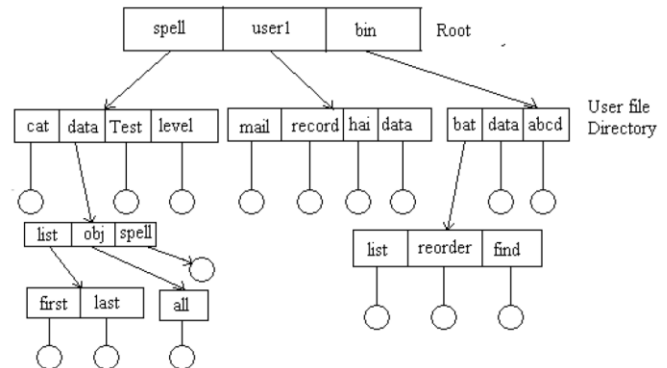 spell user1 bin Root
User file
Directory
cat data Test level
mail record hai data
bat data abcd
list obj spell
list reorder find
first last
all